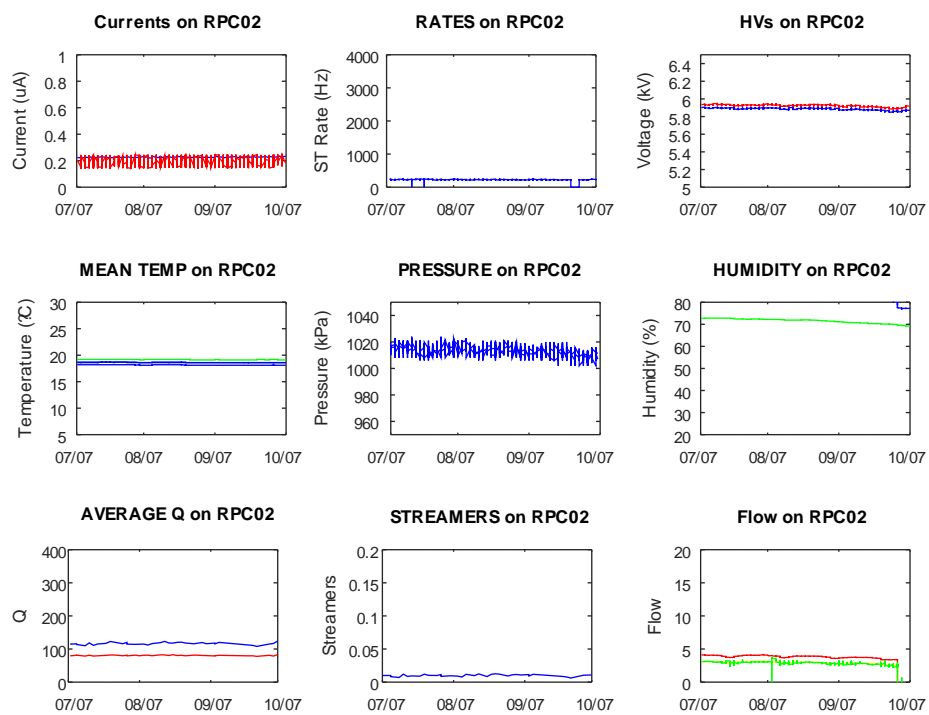 Currents on RPC02
Current (uA)
1
0.8
0.6
0.4
0.2
0
07/07 08/07 09/07 10/07
RATES on RPC02
ST Rate (Hz)
4000
3000
2000
1000
0
07/07 08/07 09/07 10/07
HVs on RPC02
Voltage (kV)
6.4
6.2
6
5.8
5.6
5.4
5.2
5
07/07 08/07 09/07 10/07
MEAN TEMP on RPC02
Temperature (?C)
30
25
20
15
10
5
07/07 08/07 09/07 10/07
PRESSURE on RPC02
Pressure (kPa)
1040
1020
1000
980
960
07/07 08/07 09/07 10/07
HUMIDITY on RPC02
Humidity (%)
80
70
60
50
40
30
20
07/07 08/07 09/07 10/07
AVERAGE Q on RPC02
Q
400
300
200
100
0
07/07 08/07 09/07 10/07
STREAMERS on RPC02
Streamers
0.2
0.15
0.1
0.05
0
07/07 08/07 09/07 10/07
Flow on RPC02
Flow
20
15
10
5
0
07/07 08/07 09/07 10/07